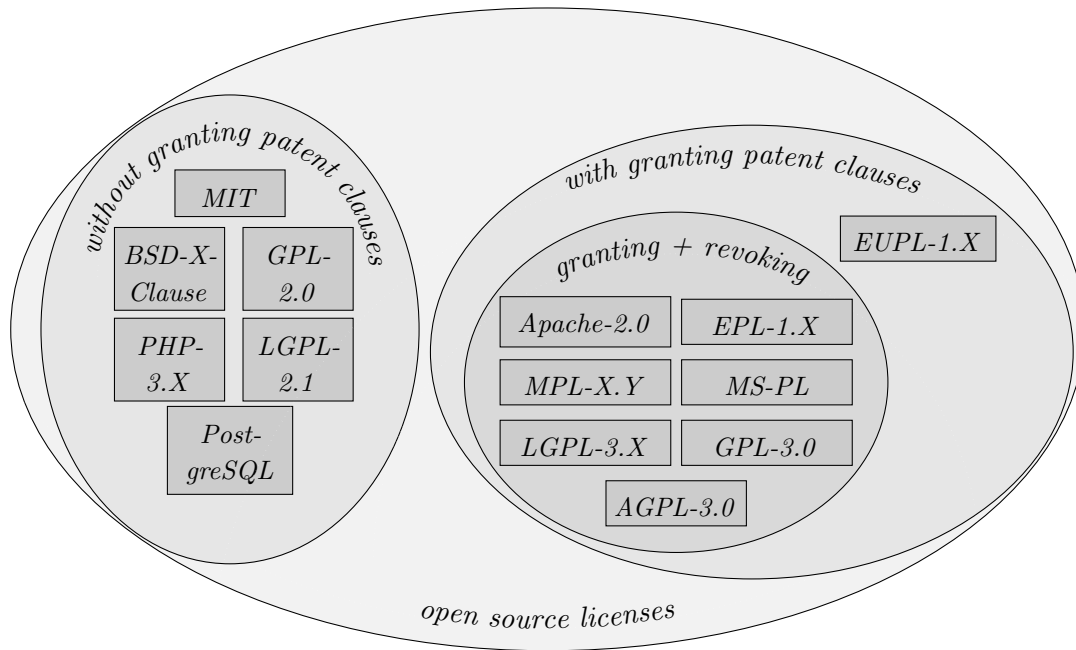 without granting patent clauses
MIT
BSD-X-
Clause
GPL-
2.0
PHP-
3.X
LGPL-
2.1
Post-
greSQL
with granting patent clauses
EUPL-1.X
granting + revoking
Apache-2.0
EPL-1.X
MPL-X.Y
MS-PL
LGPL-3.X
GPL-3.0
AGPL-3.0
open source licenses